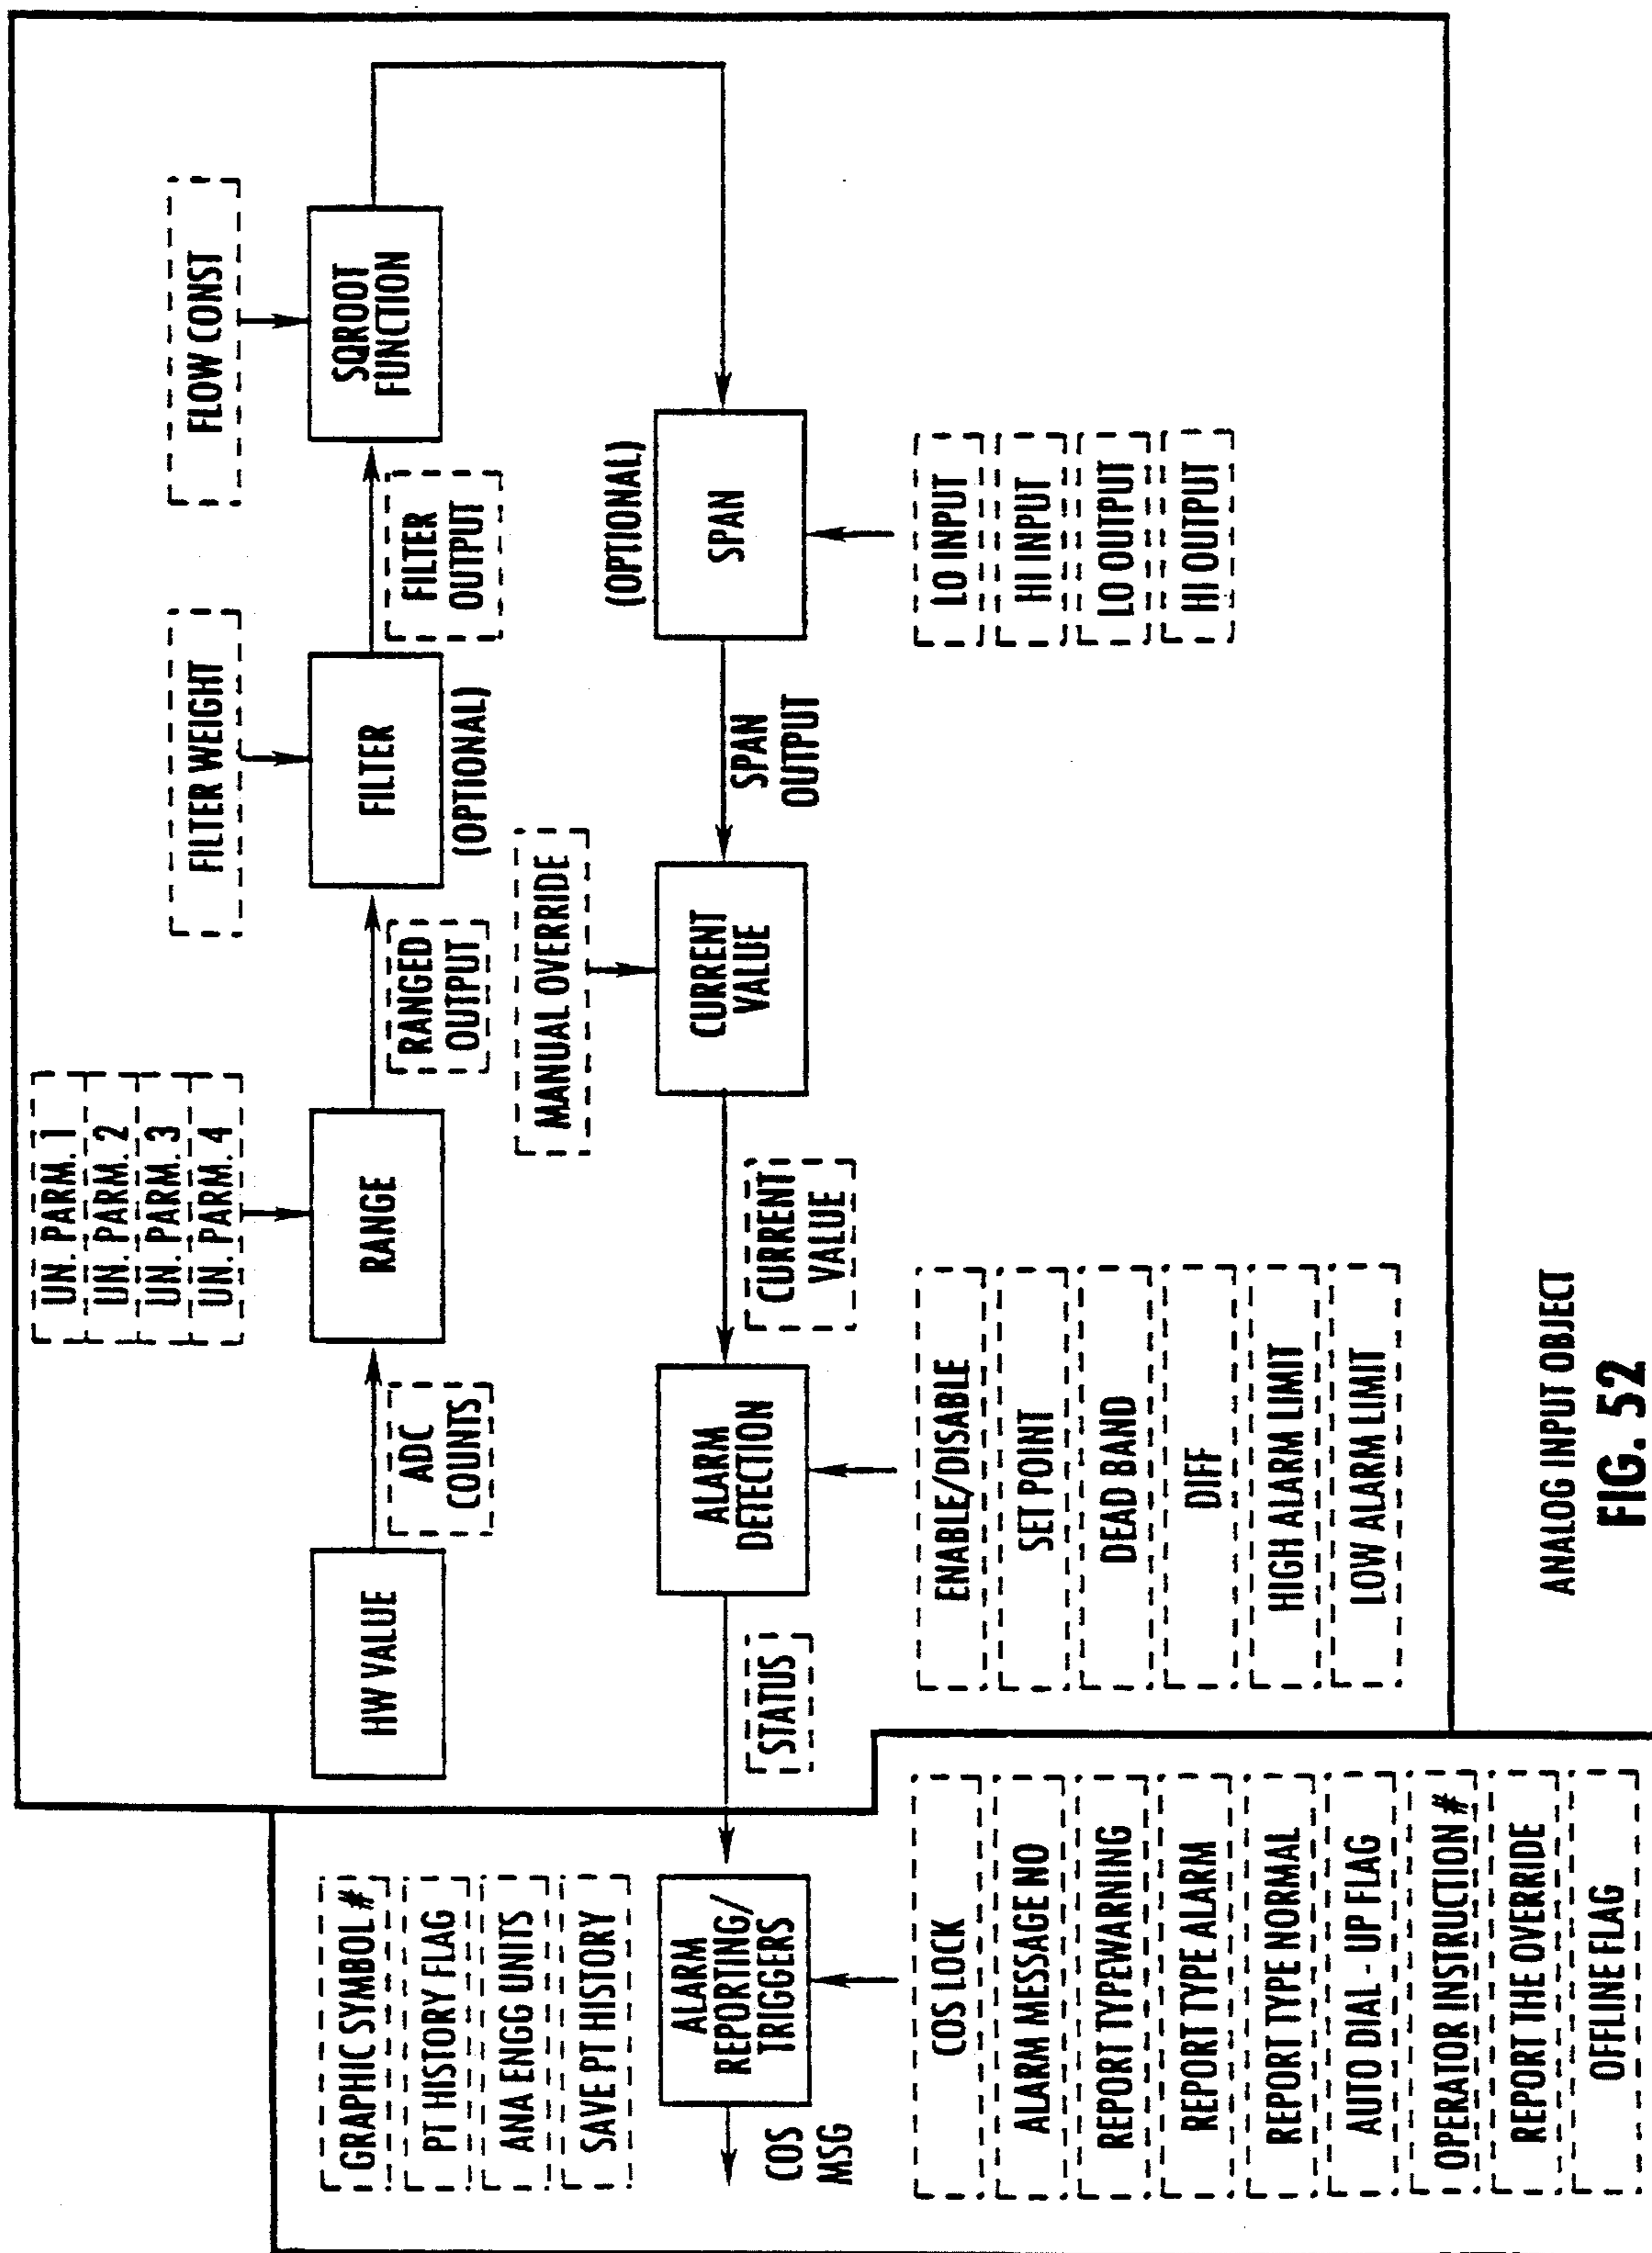 UN. PARM. 1
UN. PARM. 2
UN. PARM. 3
UN. PARM. 4
FILTER WEIGHT
FLOW CONST
HW VALUE
ADC
COUNTS
RANGE
RANGED
OUTPUT
FILTER
(OPTIONAL)
FILTER
OUTPUT
SQROOT
FUNCTION
GRAPHIC SYMBOL #
PT HISTORY FLAG
ANA ENGG UNITS
SAVE PT HISTORY
MANUAL OVERRIDE
(OPTIONAL)
COS
MSG
ALARM
REPORTING/
TRIGGERS
STATUS
ALARM
DETECTION
CURRENT
VALUE
CURRENT
VALUE
SPAN
OUTPUT
SPAN
COS LOCK
ALARM MESSAGE NO
REPORT TYPEWARNING
REPORT TYPE ALARM
REPORT TYPE NORMAL
AUTO DIAL - UP FLAG
OPERATOR INSTRUCTION #
REPORT THE OVERRIDE
OFFLINE FLAG
ENABLE/DISABLE
SET POINT
DEAD BAND
DIFF
HIGH ALARM LIMIT
LOW ALARM LIMIT
LO INPUT
HI INPUT
LO OUTPUT
HI OUTPUT
ANALOG INPUT OBJECT
FIG. 52